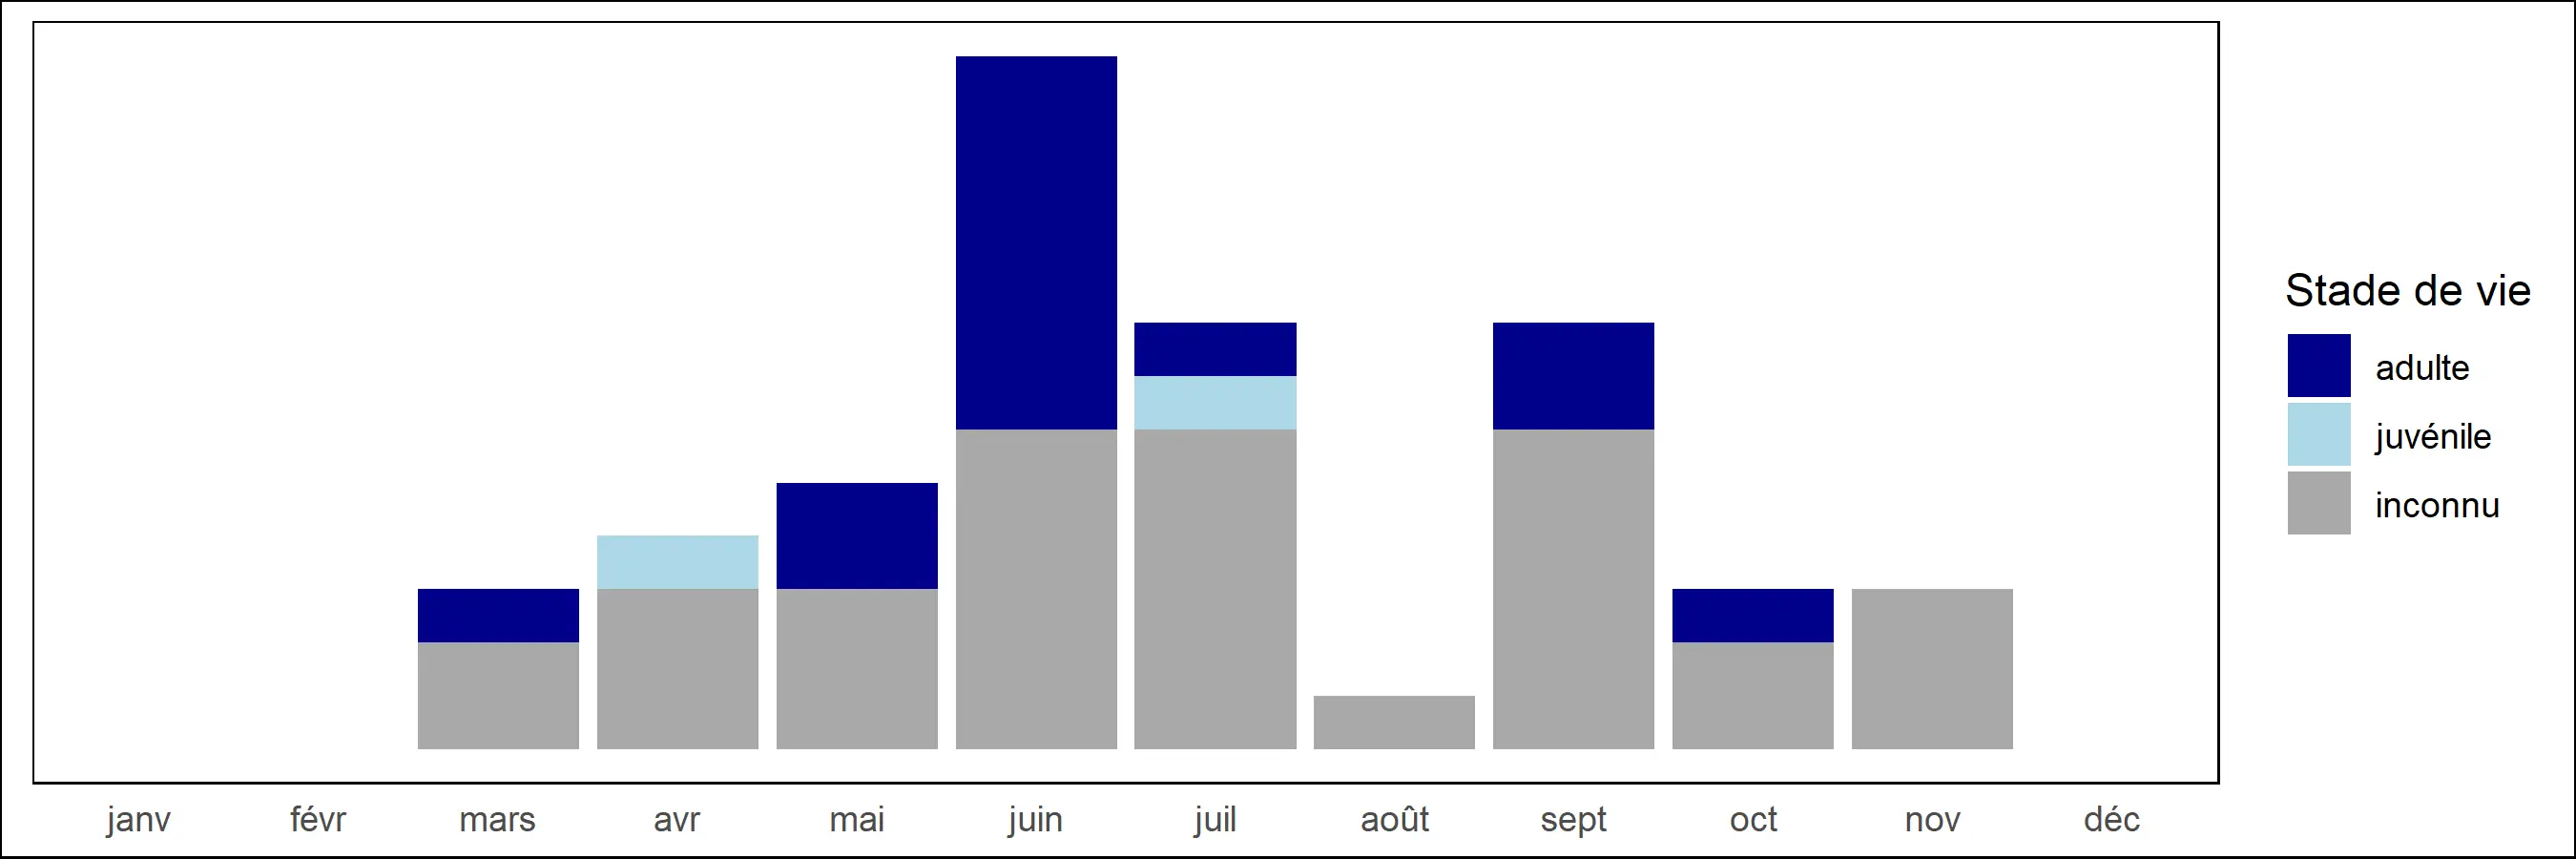 Stade de vie
adulte
juvénile
inconnu
janv févr mars avr mai juin juil août sept oct nov déc